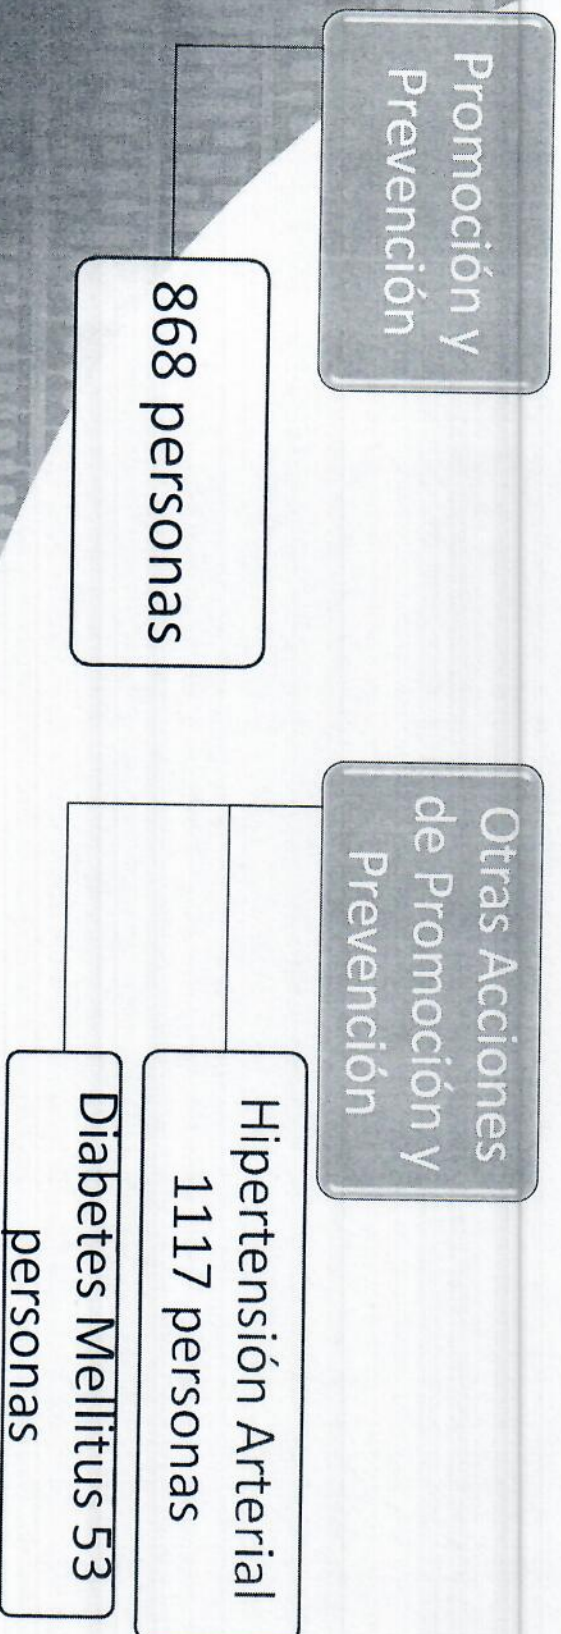 Promoción y
Prevención
868 personas
Otras Acciones
de Promoción y
Prevención
Hipertensión Arterial
1117 personas
Diabetes Mellitus 53
personas